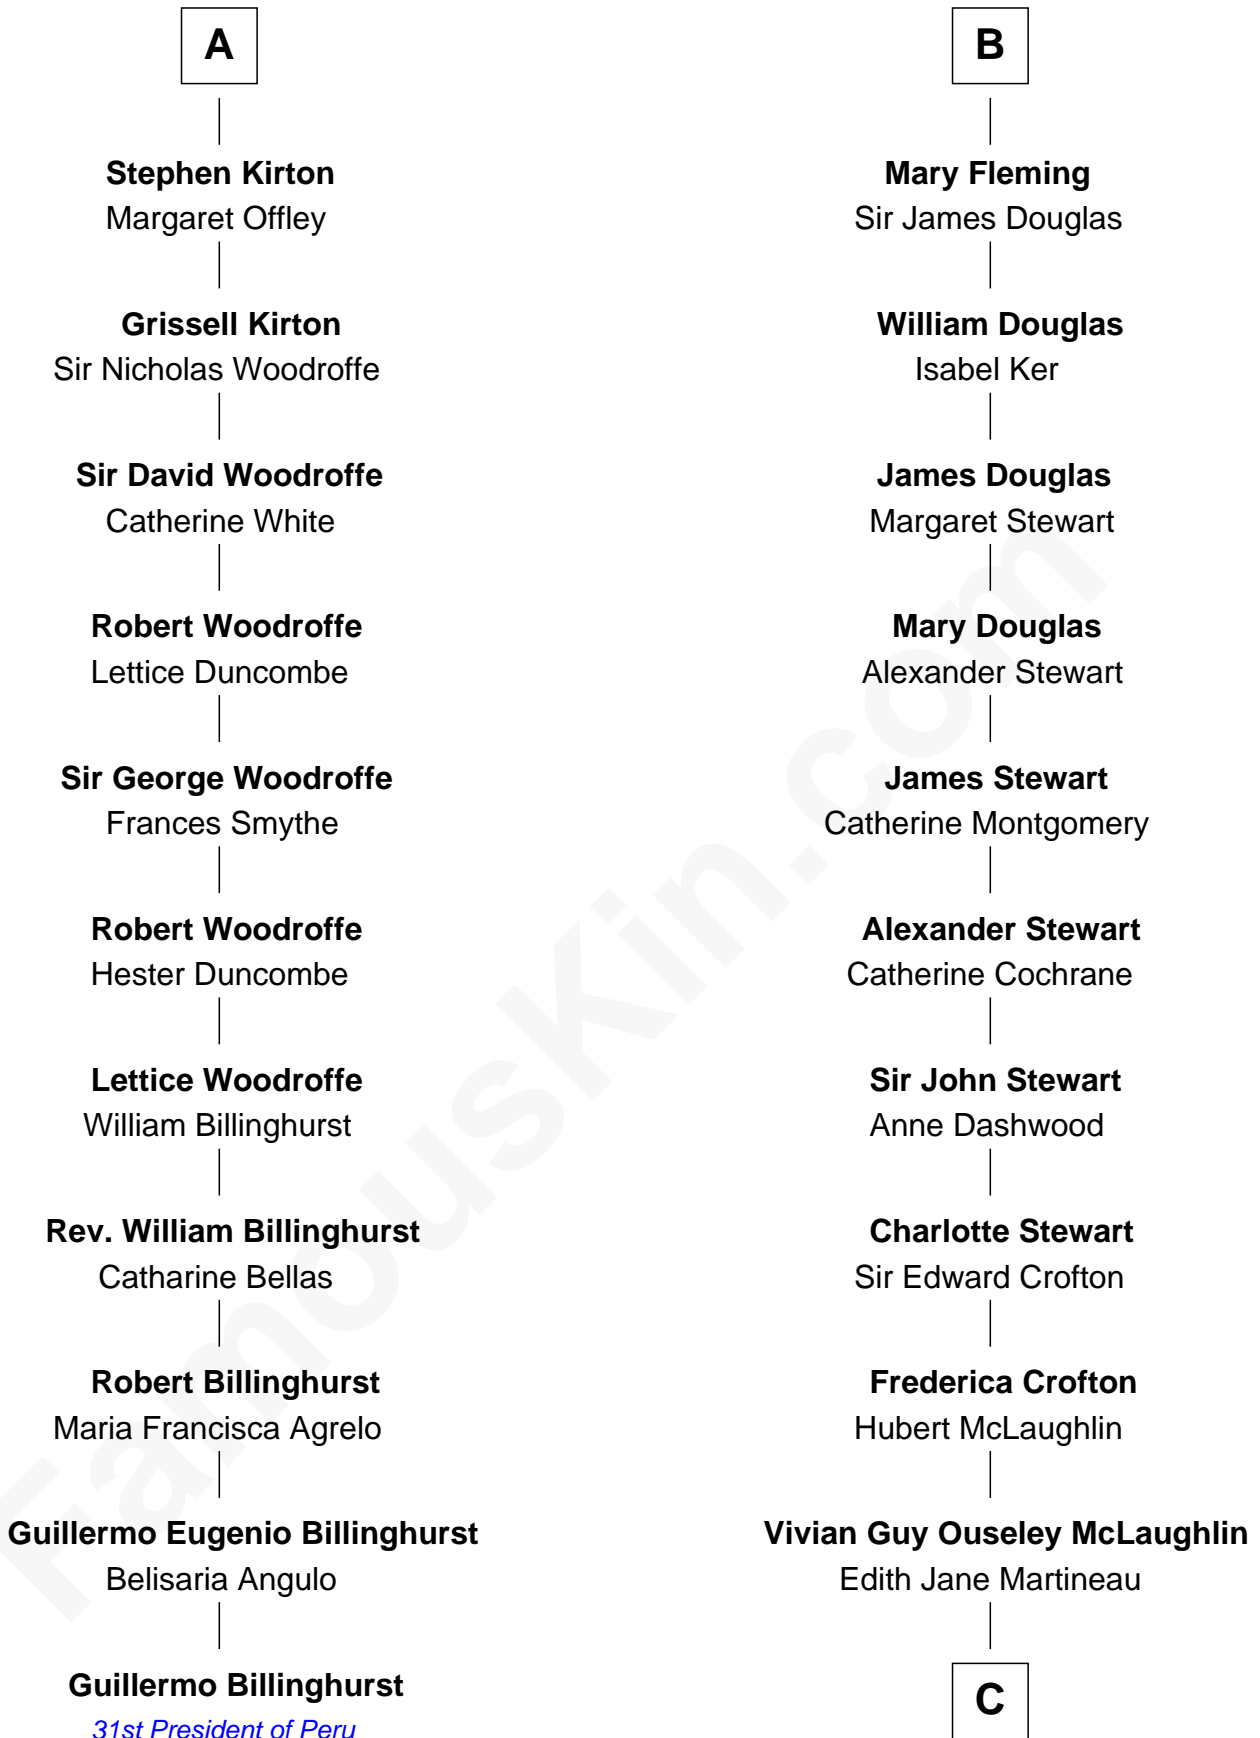 A
Stephen Kirton
Margaret Offley
Grissell Kirton
Sir Nicholas Woodroffe
Sir David Woodroffe
Catherine White
Robert Woodroffe
Lettice Duncombe
Sir George Woodroffe
Frances Smythe
Robert Woodroffe
Hester Duncombe
Lettice Woodroffe
William Billinghurst
Rev. William Billinghurst
Catharine Bellas
Robert Billinghurst
Maria Francisca Agrelo
Guillermo Eugenio Billinghurst
Belisaria Angulo
Guillermo Billinghurst
31st President of Peru
B
Mary Fleming
Sir James Douglas
William Douglas
Isabel Ker
James Douglas
Margaret Stewart
Mary Douglas
Alexander Stewart
James Stewart
Catherine Montgomery
Alexander Stewart
Catherine Cochrane
Sir John Stewart
Anne Dashwood
Charlotte Stewart
Sir Edward Crofton
Frederica Crofton
Hubert McLaughlin
Vivian Guy Ouseley McLaughlin
Edith Jane Martineau
C
FamousKin.com